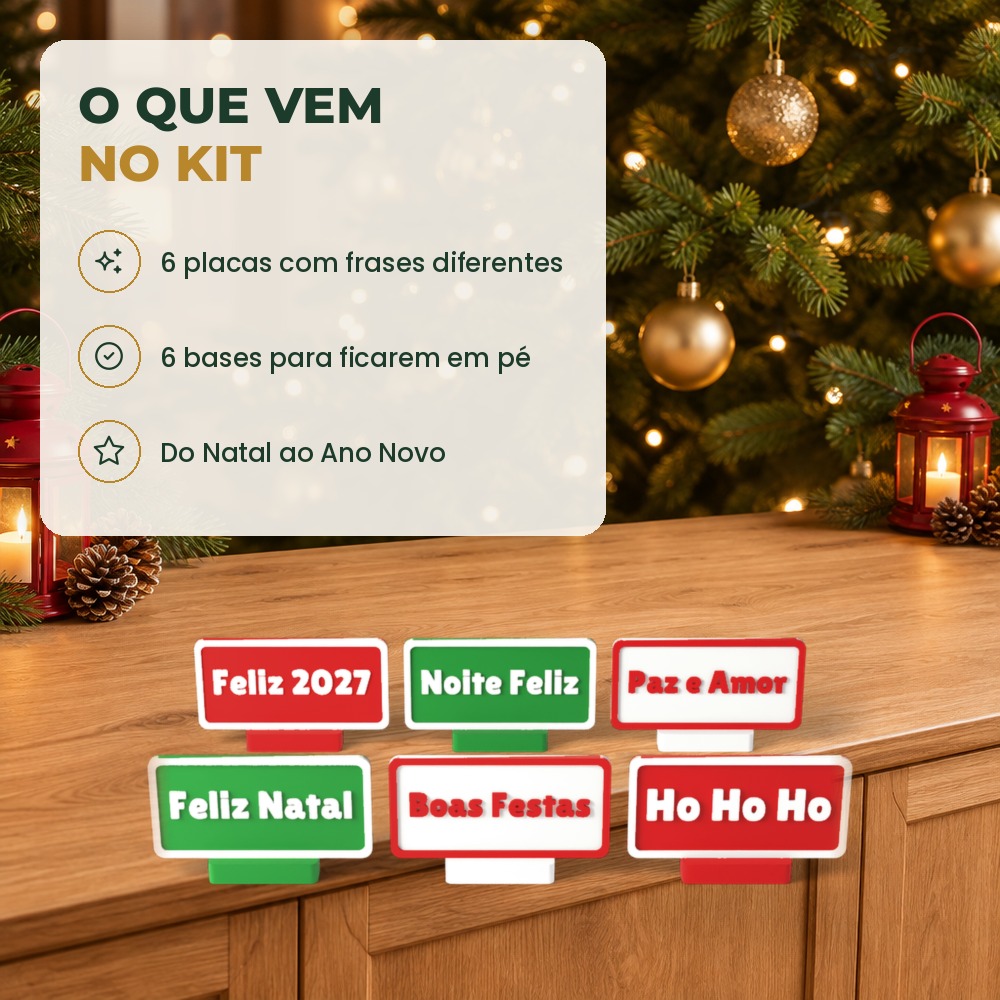 O QUE VEM
NO KIT
6 placas com frases diferentes
6 bases para ficarem em pé
Do Natal ao Ano Novo
Feliz 2027
Noite Feliz
Paz e Amor
Feliz Natal
Boas Festas
Ho Ho Ho